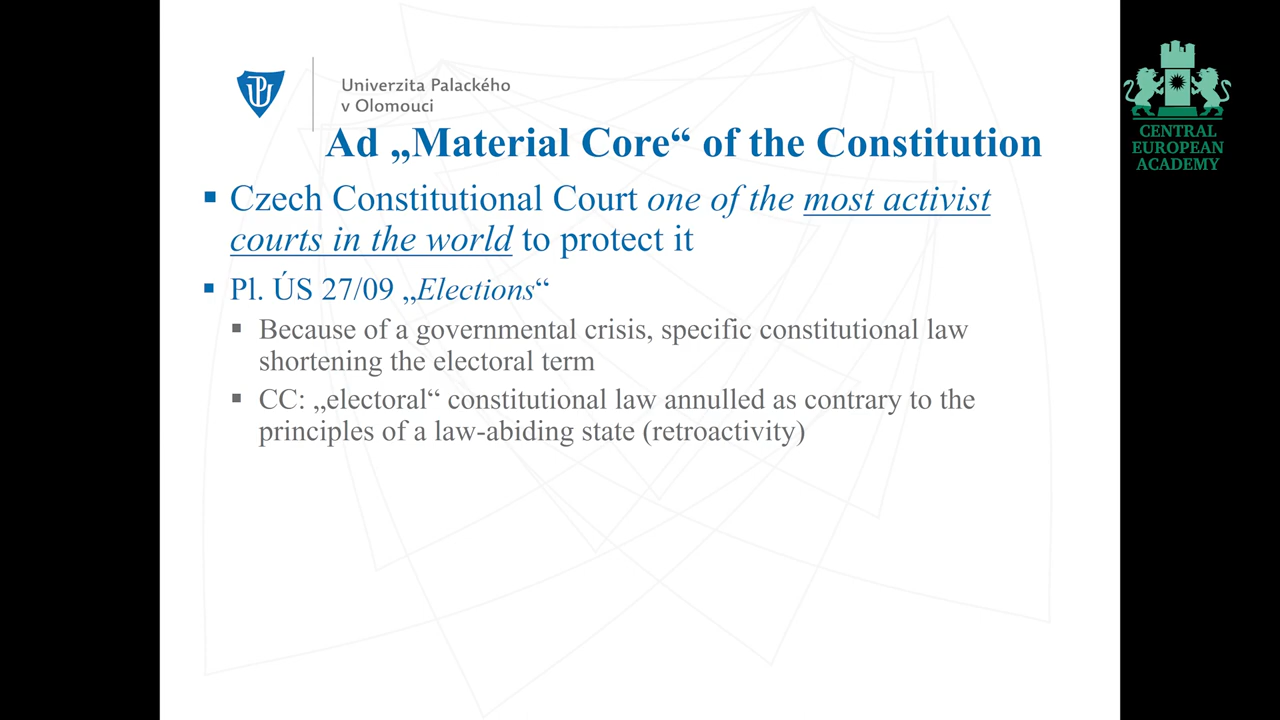 Univerzita Palackého
v Olomouci
Ad „Material Core“ of the Constitution
▪ Czech Constitutional Court one of the most activist
courts in the world to protect it
▪ Pl. ÚS 27/09 „Elections“
▪ Because of a governmental crisis, specific constitutional law
shortening the electoral term
▪ CC: „electoral“ constitutional law annulled as contrary to the
principles of a law-abiding state (retroactivity)
CENTRAL
EUROPEAN
ACADEMY